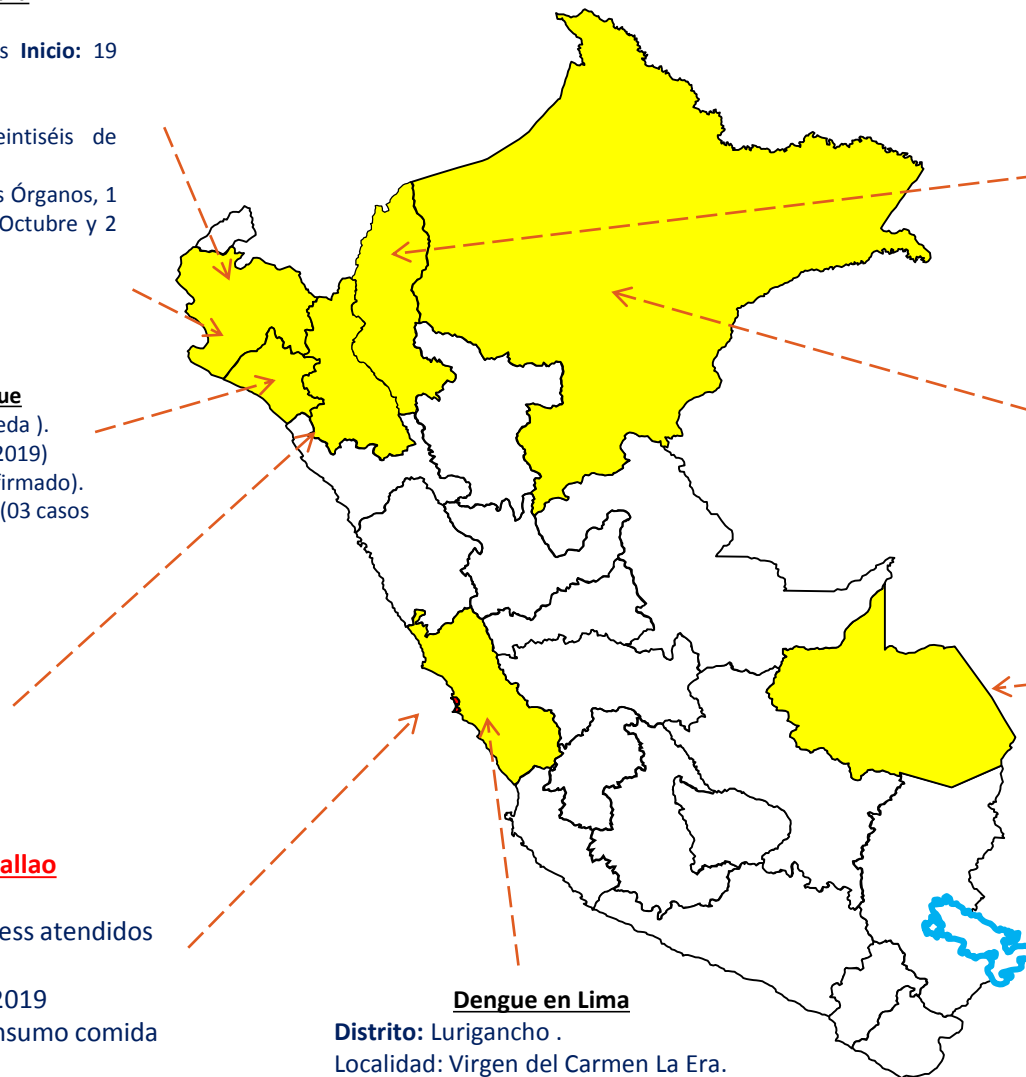 s Inicio: 19
eintiséis de
s Órganos, 1
Octubre y 2
ue
eda ).
2019)
firmado).
(03 casos
allao
ess atendidos
2019
nsumo comida
Dengue en Lima
Distrito: Lurigancho .
Localidad: Virgen del Carmen La Era.